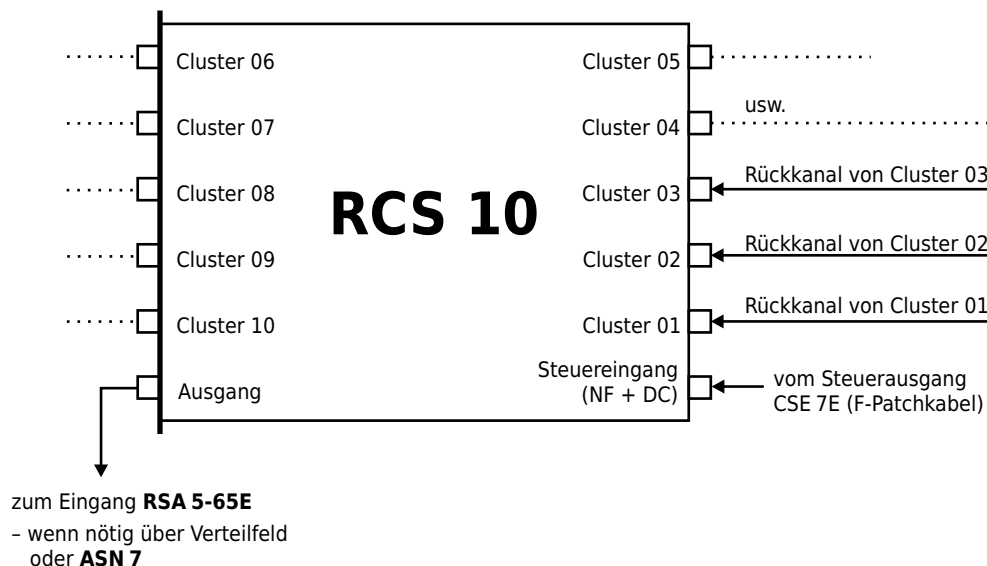 Cluster 06
Cluster 05
usw.
Cluster 07
Cluster 04
Rückkanal von Cluster 03
Cluster 08
RCS 10
Cluster 03
Rückkanal von Cluster 02
Cluster 09
Cluster 02
Rückkanal von Cluster 01
Cluster 10
Cluster 01
Ausgang
Steuereingang
(NF + DC)
vom Steuerausgang
CSE 7E (F-Patchkabel)
zum Eingang RSA 5-65E
– wenn nötig über Verteilfeld
oder ASN 7